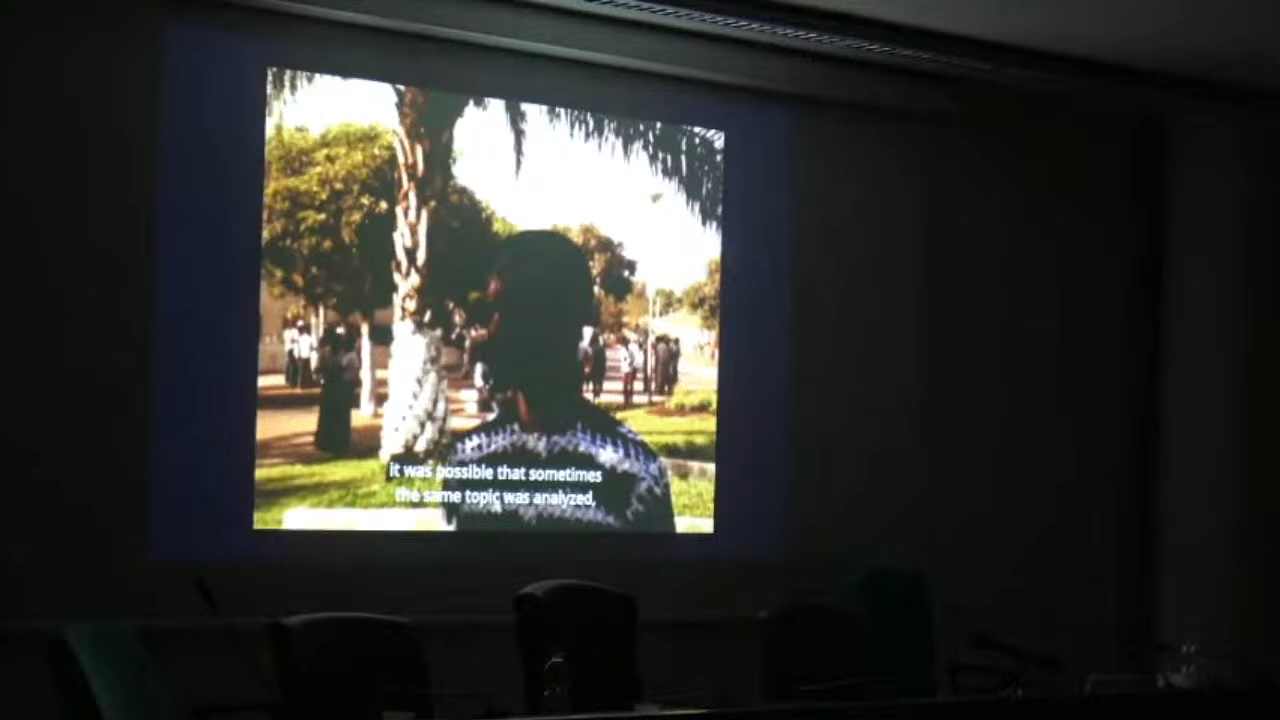 it was possible that sometimes
the same topic was analyzed,